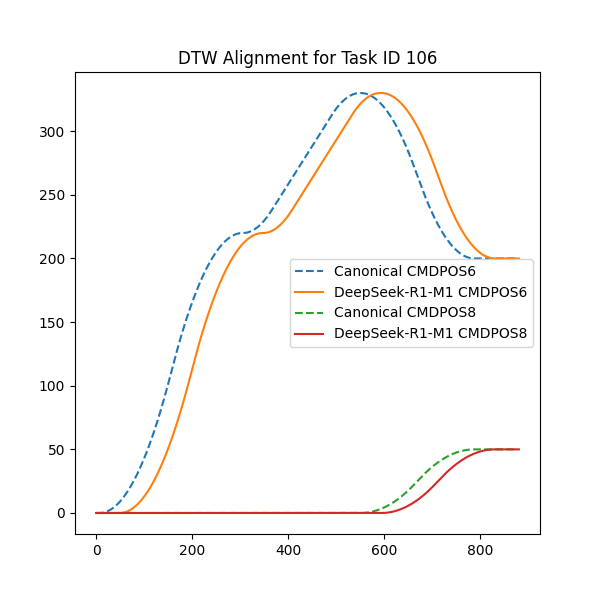 DTW Alignment for Task ID 106
300
250
200
150
100
50
0
Canonical CMDPOS6
DeepSeek-R1-M1 CMDPOS6
Canonical CMDPOS8
DeepSeek-R1-M1 CMDPOS8
0 200 400 600 800